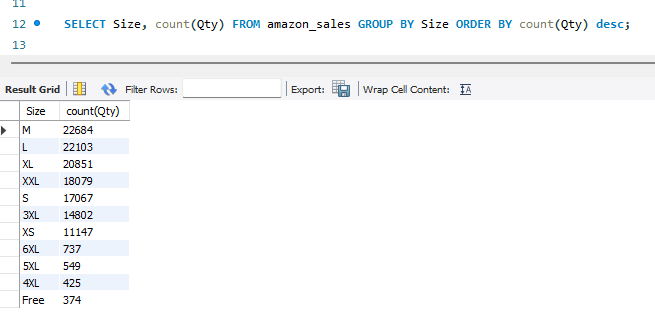 11
12 SELECT Size, count(Qty) FROM amazon_sales GROUP BY Size ORDER BY count(Qty) desc;
13
Result Grid Filter Rows: Export: Wrap Cell Content: IA
Size count(Qty)
M 22684
L 22103
XL 20851
XXL 18079
S 17067
3XL 14802
XS 11147
6XL 737
5XL 549
4XL 425
Free 374